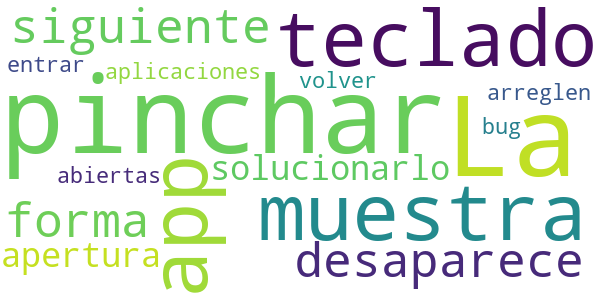 siguiente
teclado
entrar
aplicaciones
volver
arreglen
pinchar
La
bug
abiertas
solucionarlo
app
forma
muestra
apertura
desaparece